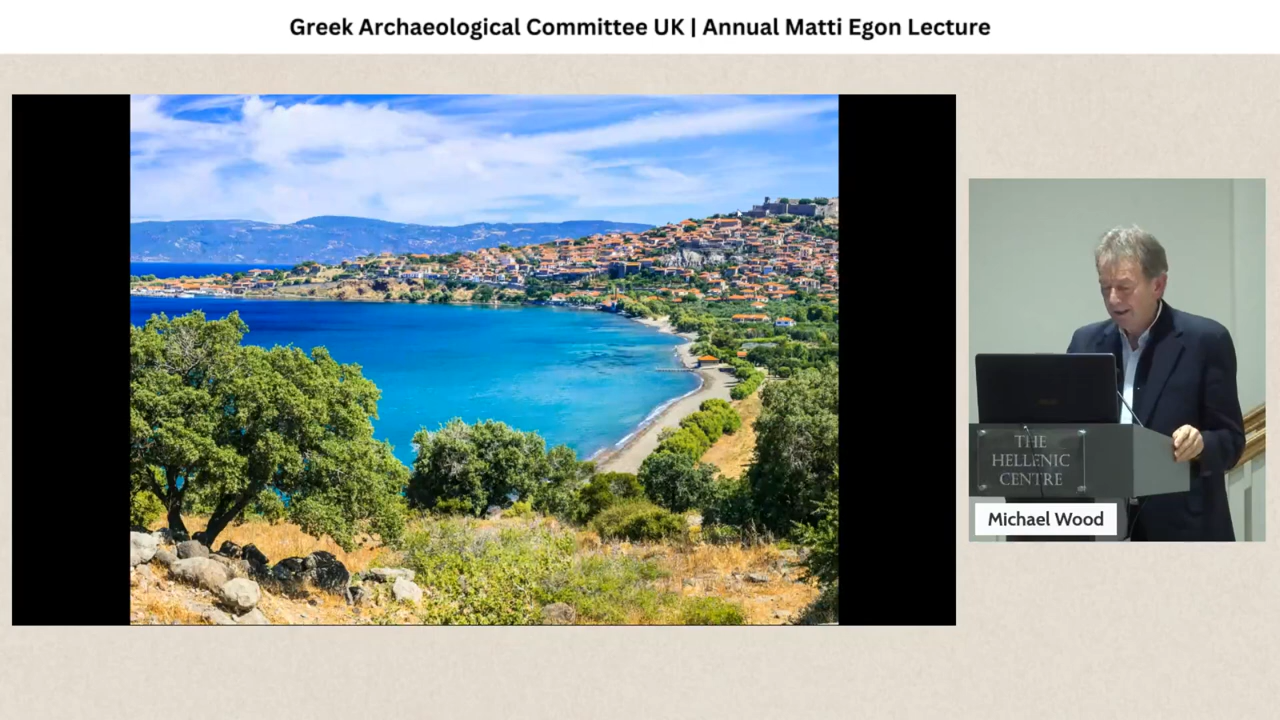 Greek Archaeological Committee UK | Annual Matti Egon Lecture
THE
HELLENIC
CENTRE
Michael Wood